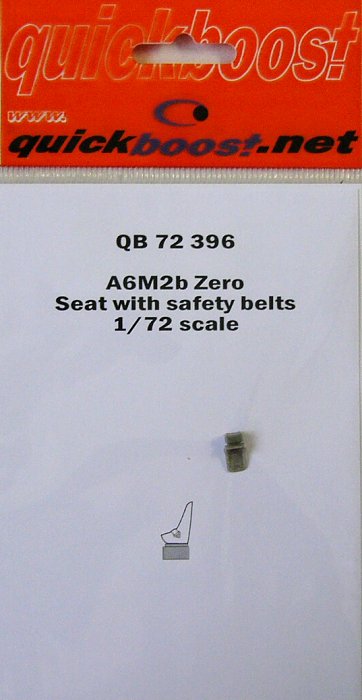 quickboost
www.
quickboost.net
QB 72 396
A6M2b Zero
Seat with safety belts
1/72 scale